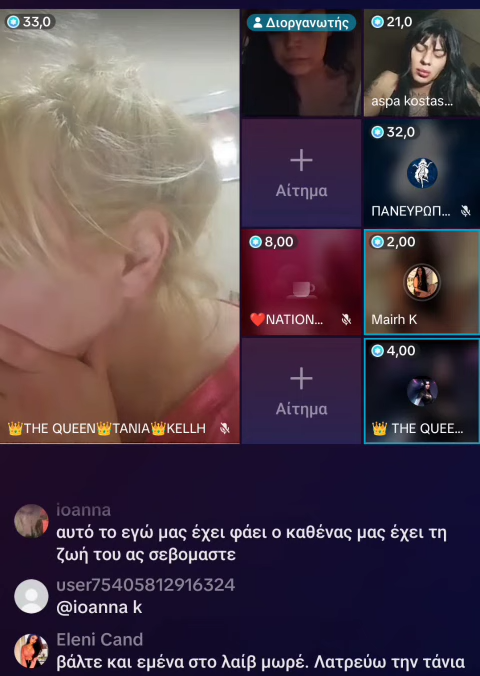 33,0
Διοργανωτής
21,0
aspa kostas...
Αίτημα
32,0
ΠΑΝΕΥΡΩΠ...
8,00
❤️NATION...
2,00
Mairh K
Αίτημα
4,00
👑 THE QUEE...
👑THE QUEEN👑TANIA👑KELLH
ioanna
αυτό το εγώ μας έχει φάει ο καθένας μας έχει τη
ζωή του ας σεβομαστε
user75405812916324
@ioanna k
Eleni Cand
βάλτε και εμένα στο λαίβ μωρέ. Λατρεύω την τάνια